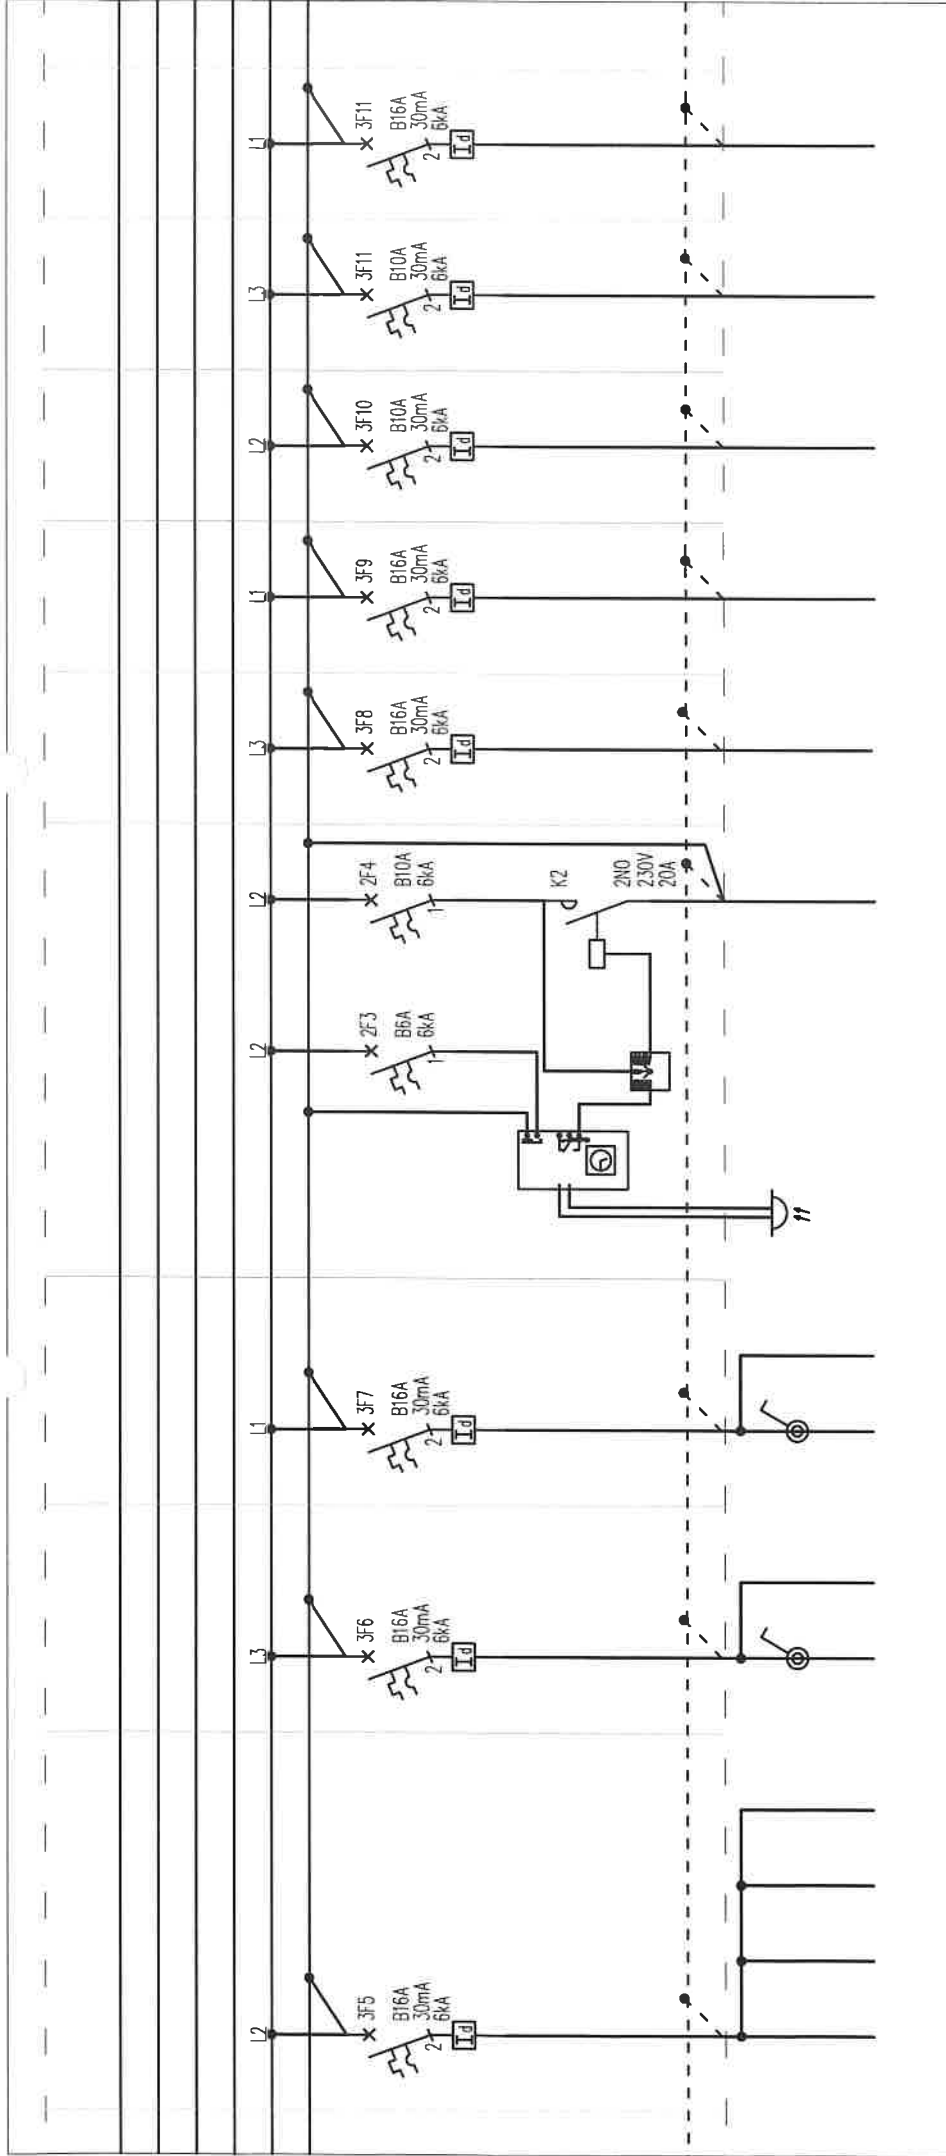 L2
3F5
B16A
30mA
6kA
2
Id
L3
3F6
B16A
30mA
6kA
2
Id
L1
3F7
B16A
30mA
6kA
2
Id
L2
2F3
B6A
6kA
1
L2
2F4
B10A
6kA
1
K2
2NO
230V
20A
L3
3F8
B16A
30mA
6kA
2
Id
L1
3F9
B16A
30mA
6kA
2
Id
L2
3F10
B10A
30mA
6kA
2
Id
L3
3F11
B10A
30mA
6kA
2
Id
L1
3F11
B16A
30mA
6kA
2
Id